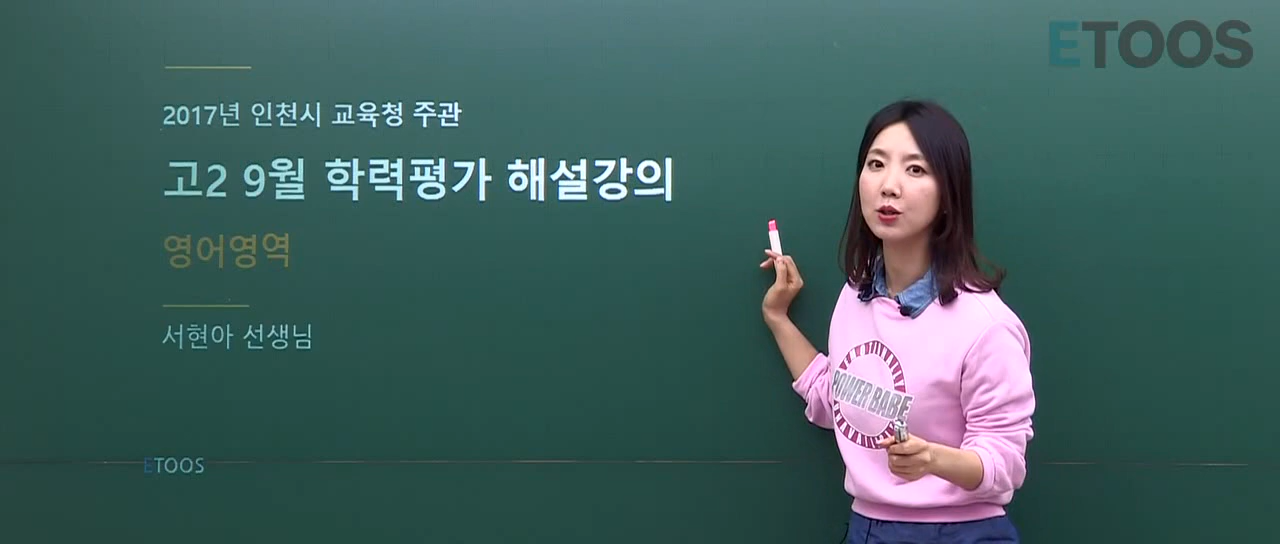 ETOOS
2017년 인천시 교육청 주관
고2 9월 학력평가 해설강의
영어영역
서현아 선생님
POWER BABE
ETOOS